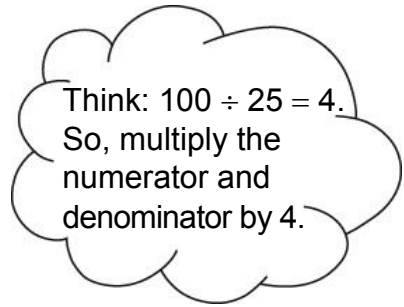 Think: 100 ÷ 25 = 4.
So, multiply the
numerator and
denominator by 4.